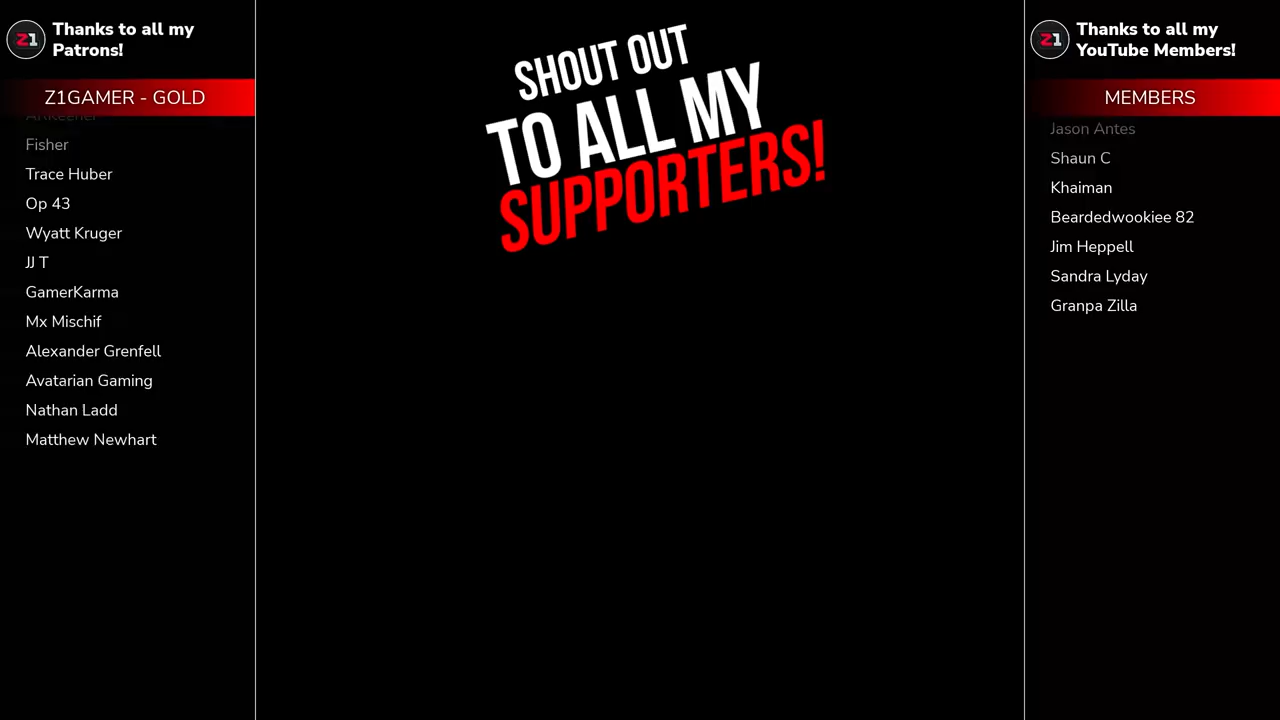 Z1
Thanks to all my
Patrons!
Z1GAMER - GOLD
Fisher
Trace Huber
Op 43
Wyatt Kruger
JJ T
GamerKarma
Mx Mischif
Alexander Grenfell
Avatarian Gaming
Nathan Ladd
Matthew Newhart
SHOUT OUT
TO ALL MY
SUPPORTERS!
Z1
Thanks to all my
YouTube Members!
MEMBERS
Jason Antes
Shaun C
Khaiman
Beardedwookiee 82
Jim Heppell
Sandra Lyday
Granpa Zilla